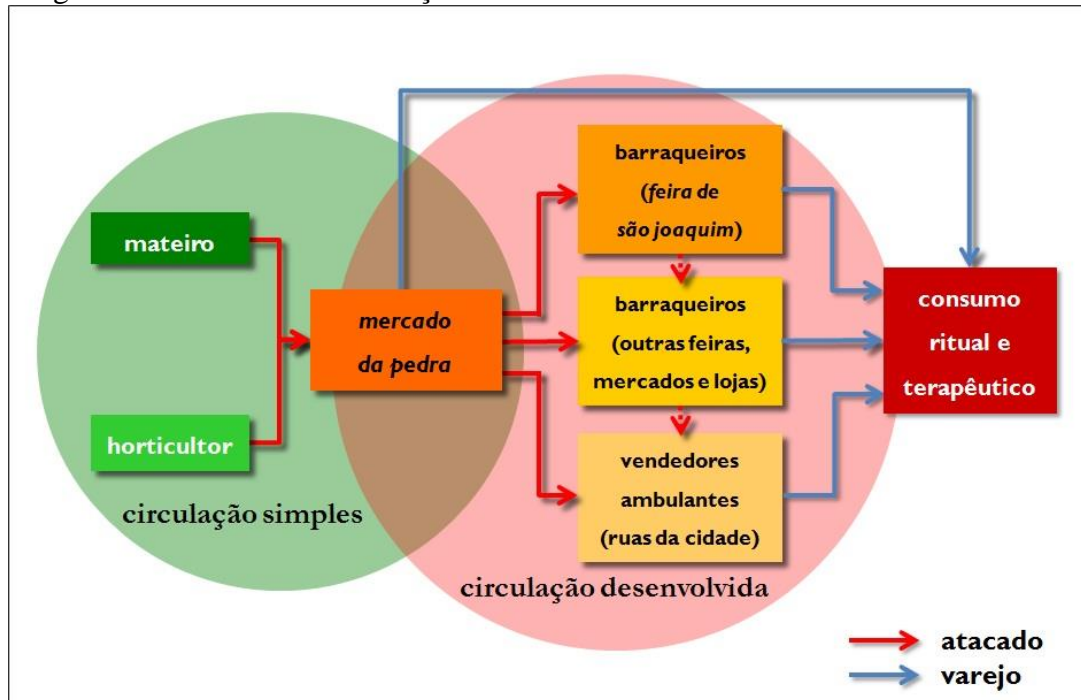 mateiro
horticultor
circulação simples
mercado
da pedra
barraqueiros
(feira de
são joaquim)
barraqueiros
(outras feiras,
mercados e lojas)
vendedores
ambulantes
(ruas da cidade)
circulação desenvolvida
consumo
ritual e
terapêutico
atacado
varejo